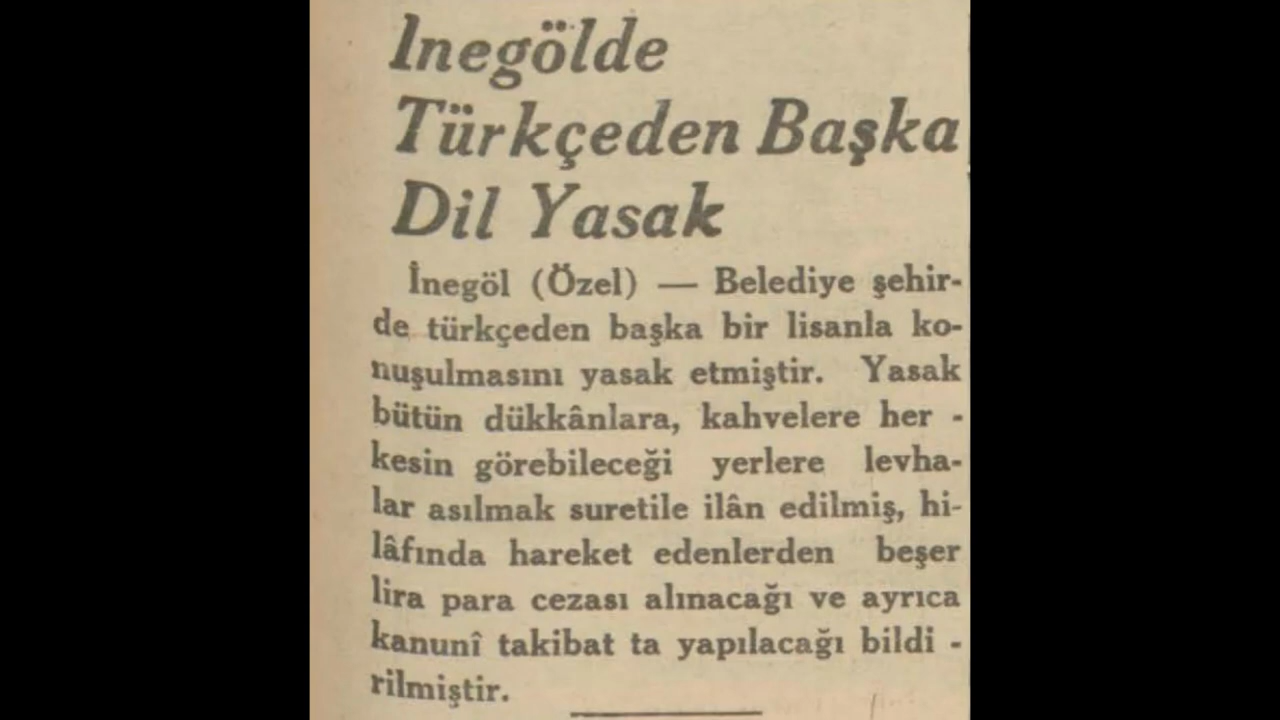 Inegölde
Türkçeden Başka
Dil Yasak
İnegöl (Özel) — Belediye şehir-
de türkçeden başka bir lisanla ko-
nuşulmasını yasak etmiştir. Yasak
bütün dükkânlara, kahvelere her -
kesin görebileceği yerlere levha-
lar asılmak suretile ilân edilmiş, hi-
lâfında hareket edenlerden beşer
lira para cezası alınacağı ve ayrıca
kanunî takibat ta yapılacağı bildi -
rilmiştir.